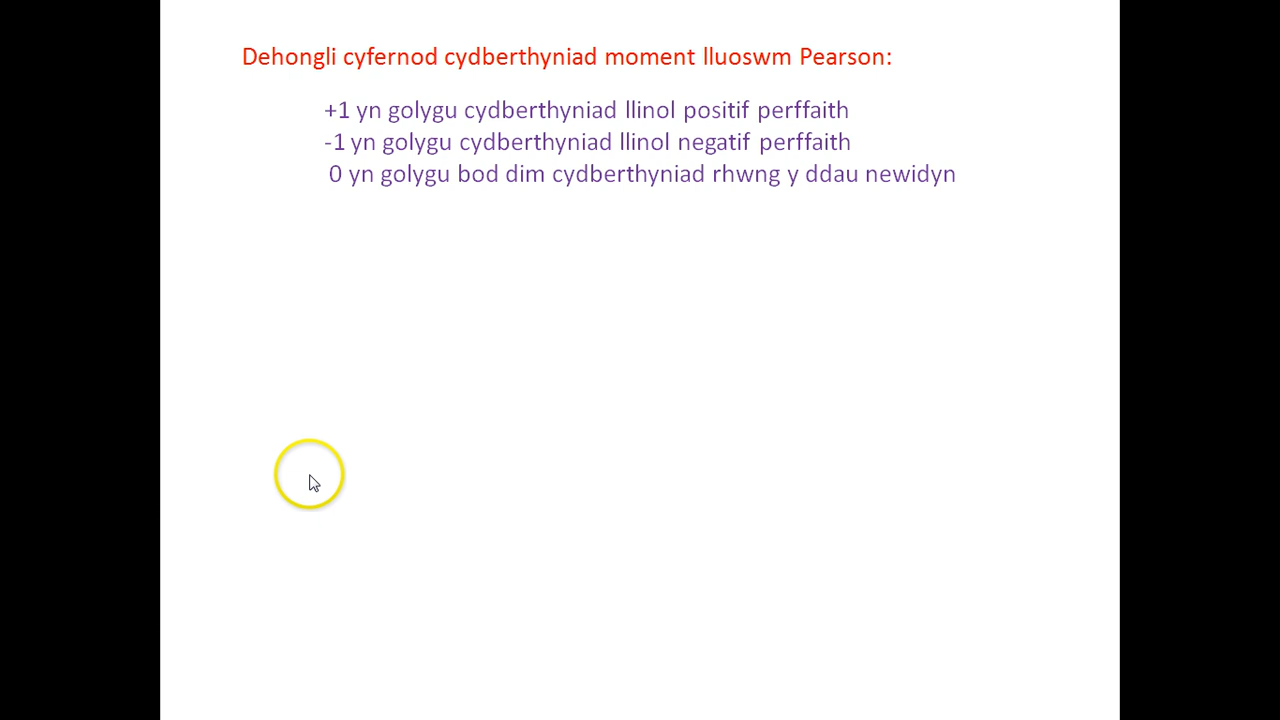 Dehongli cyfernod cydberthyniad moment lluoswm Pearson:
+1 yn golygu cydberthyniad llinol positif perffaith
-1 yn golygu cydberthyniad llinol negatif perffaith
0 yn golygu bod dim cydberthyniad rhwng y ddau newidyn